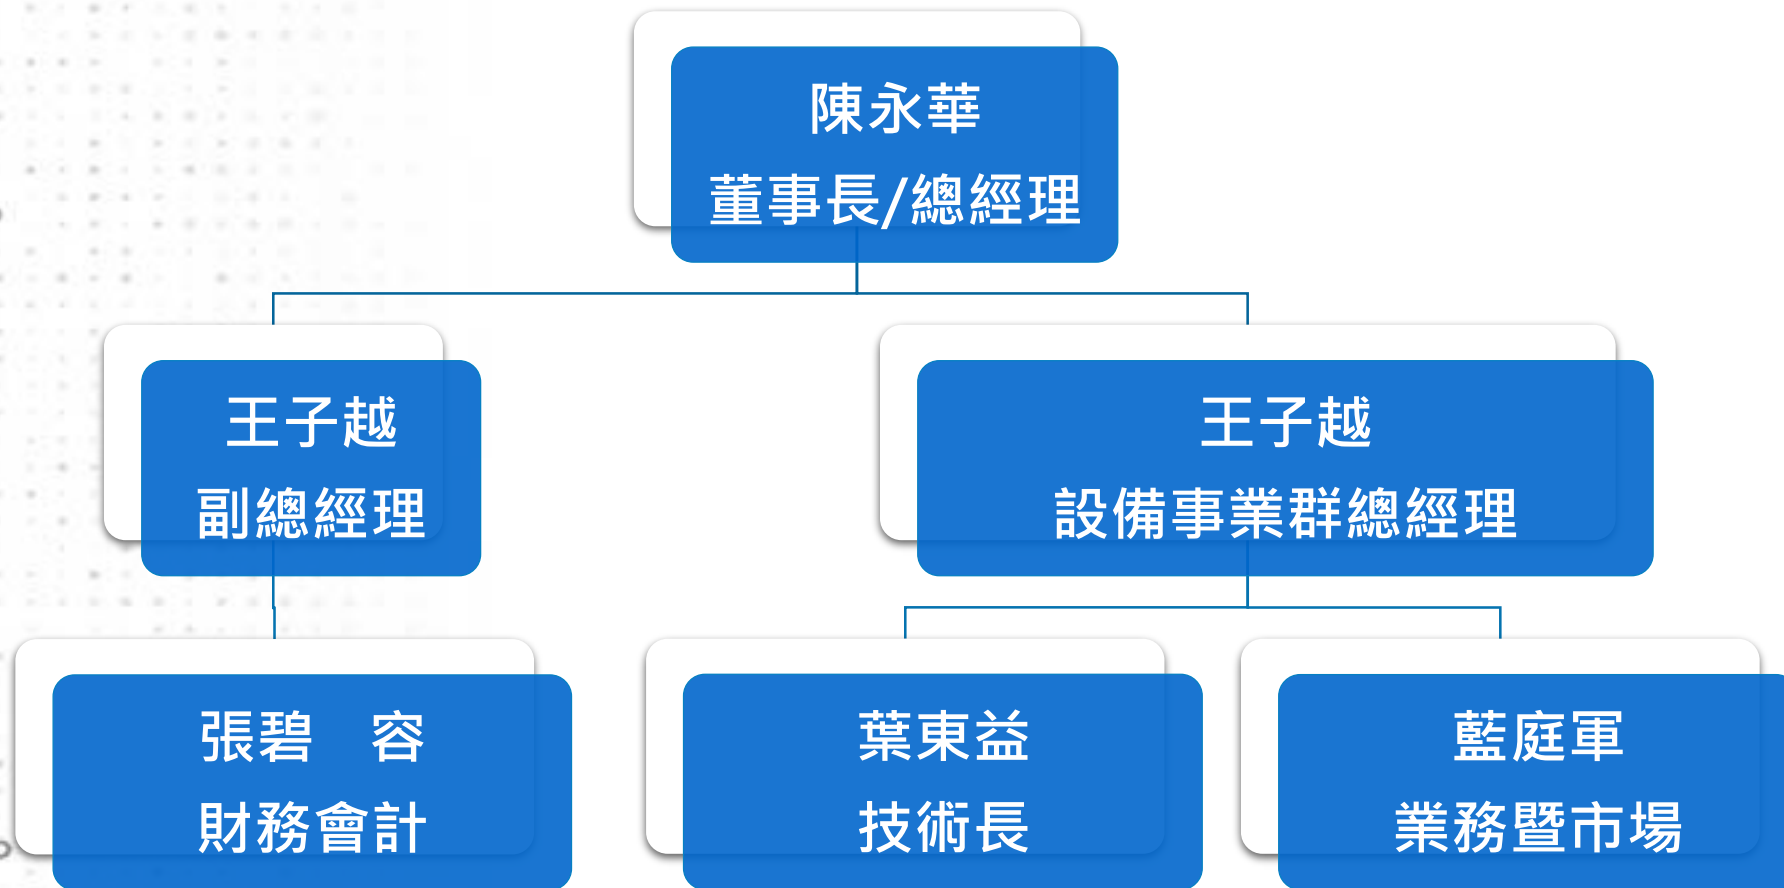 陳永華
董事長/總經理
王子越
副總經理
王子越
設備事業群總經理
張碧　容
財務會計
葉東益
技術長
藍庭軍
業務暨市場